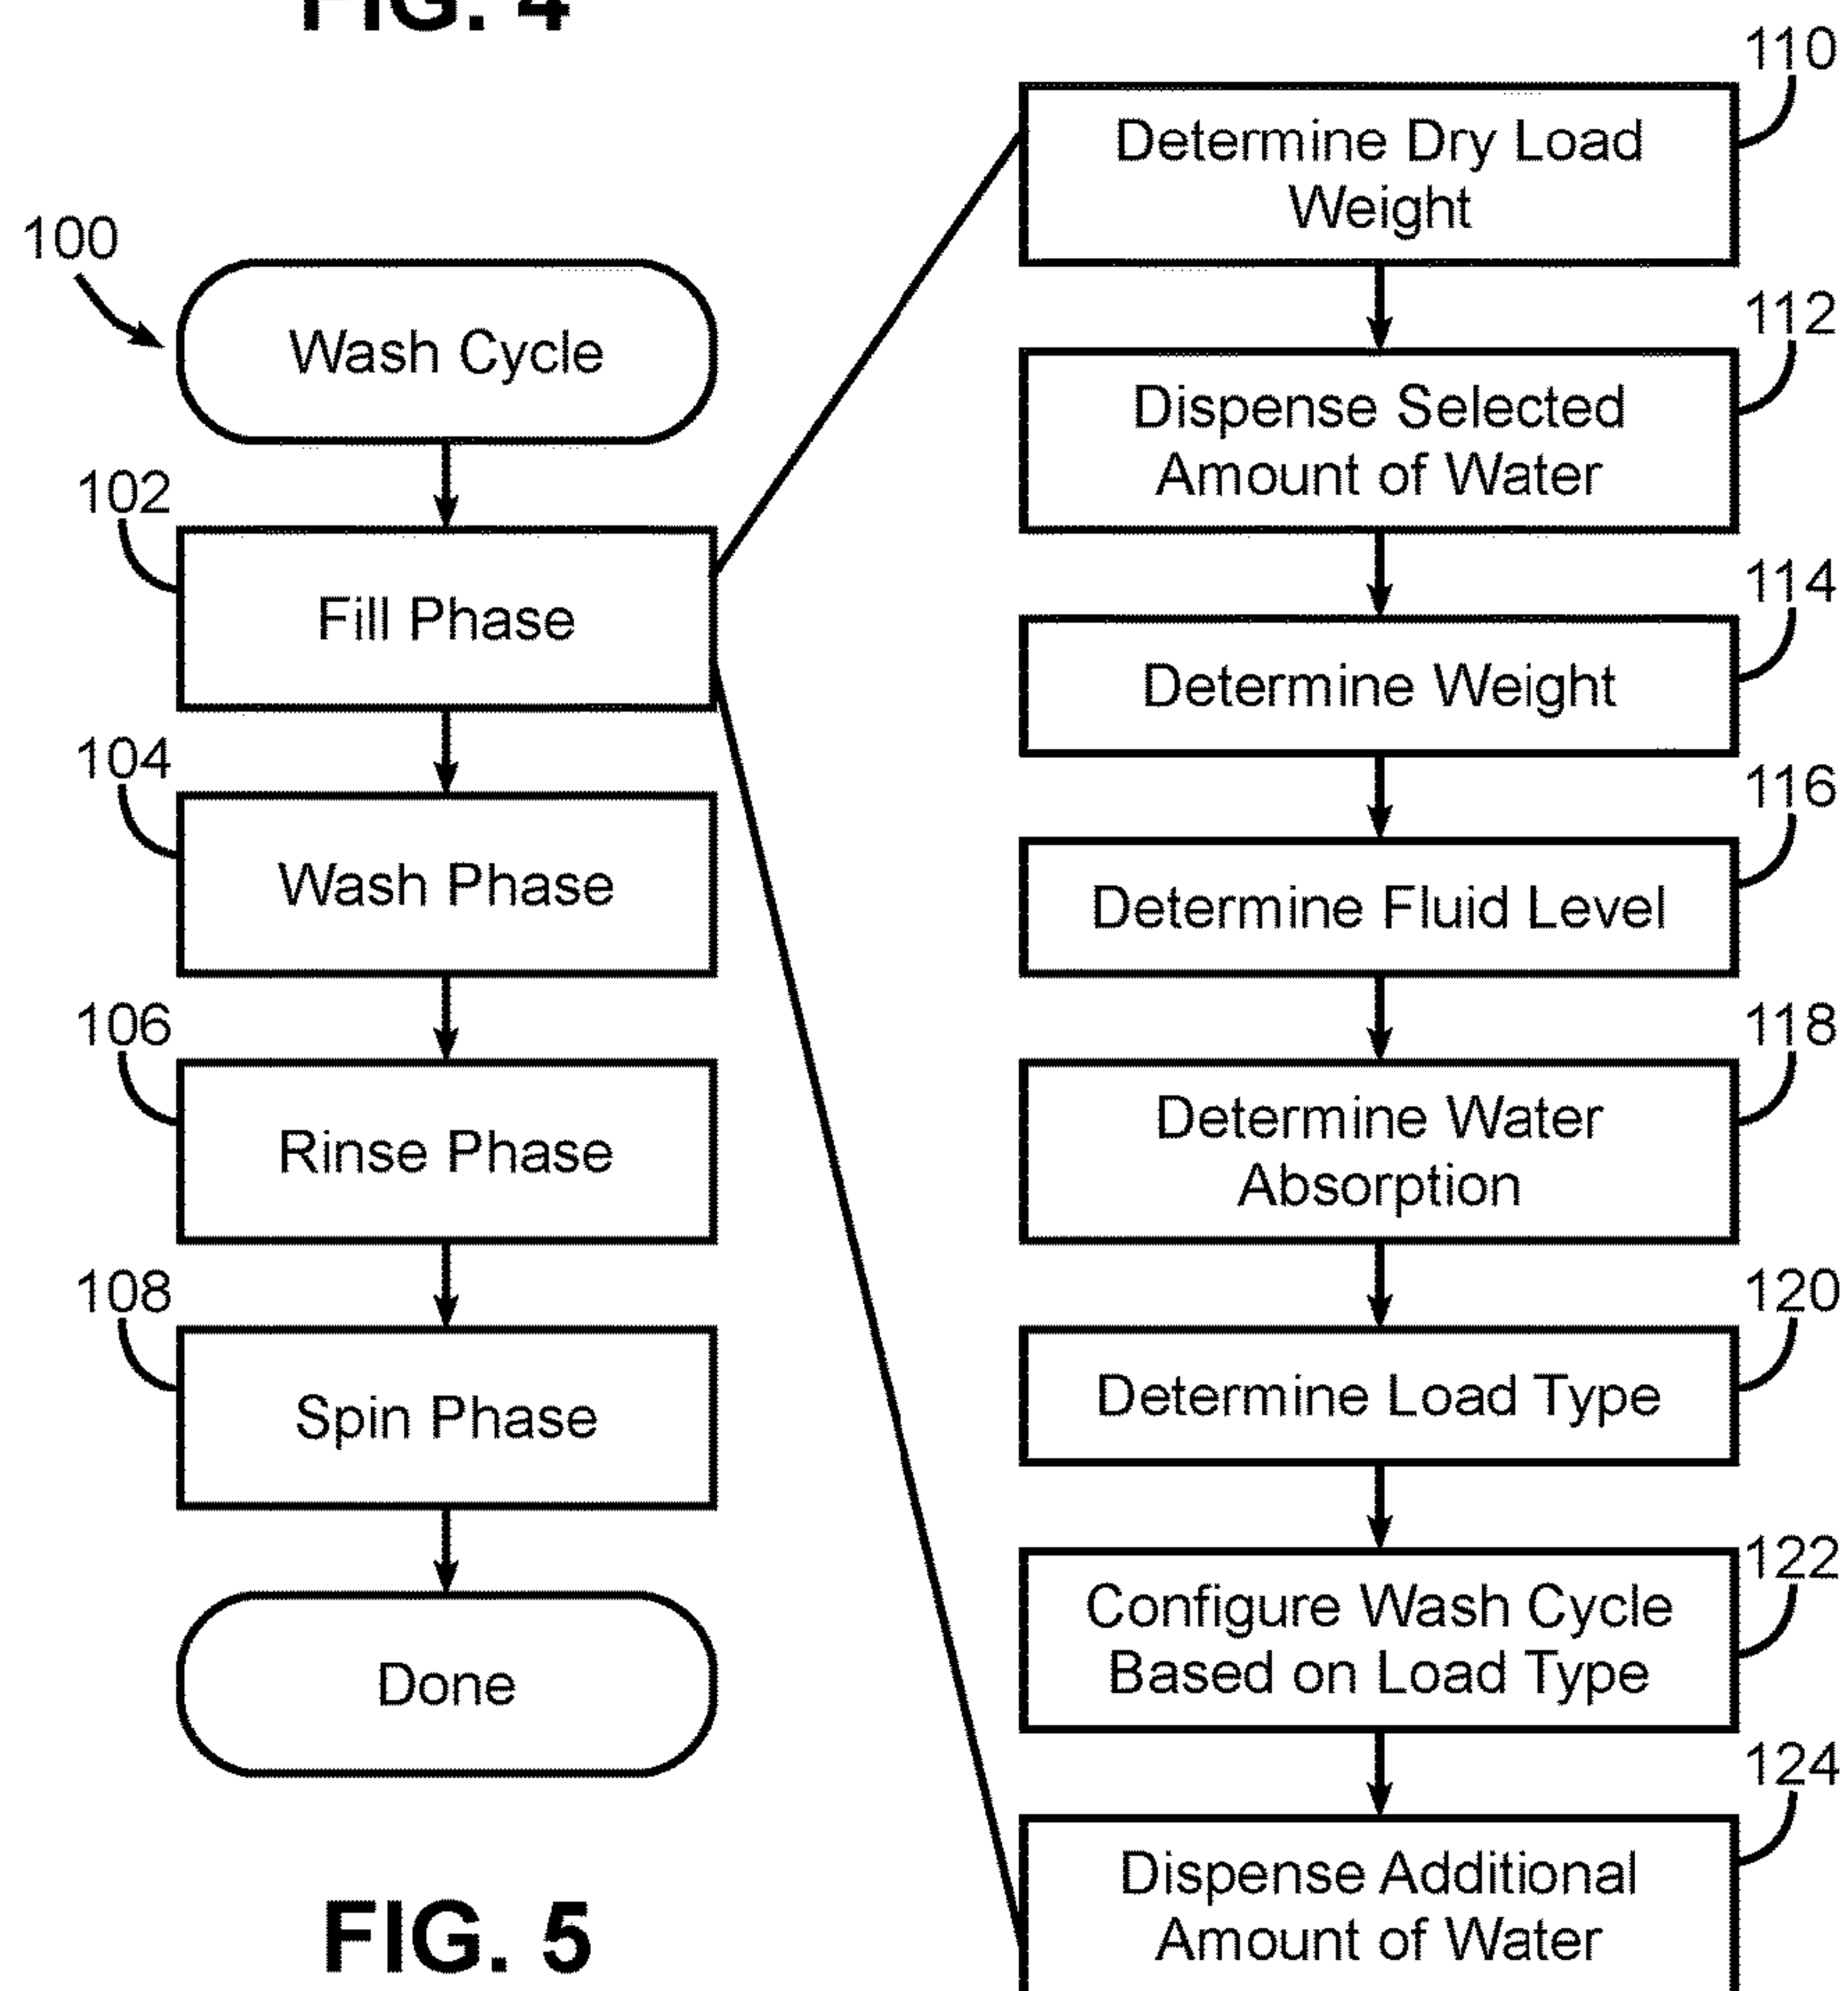 FIG. 4
100
Wash Cycle
102
Fill Phase
104
Wash Phase
106
Rinse Phase
108
Spin Phase
Done
FIG. 5
110
Determine Dry Load
Weight
112
Dispense Selected
Amount of Water
114
Determine Weight
116
Determine Fluid Level
118
Determine Water
Absorption
120
Determine Load Type
122
Configure Wash Cycle
Based on Load Type
124
Dispense Additional
Amount of Water